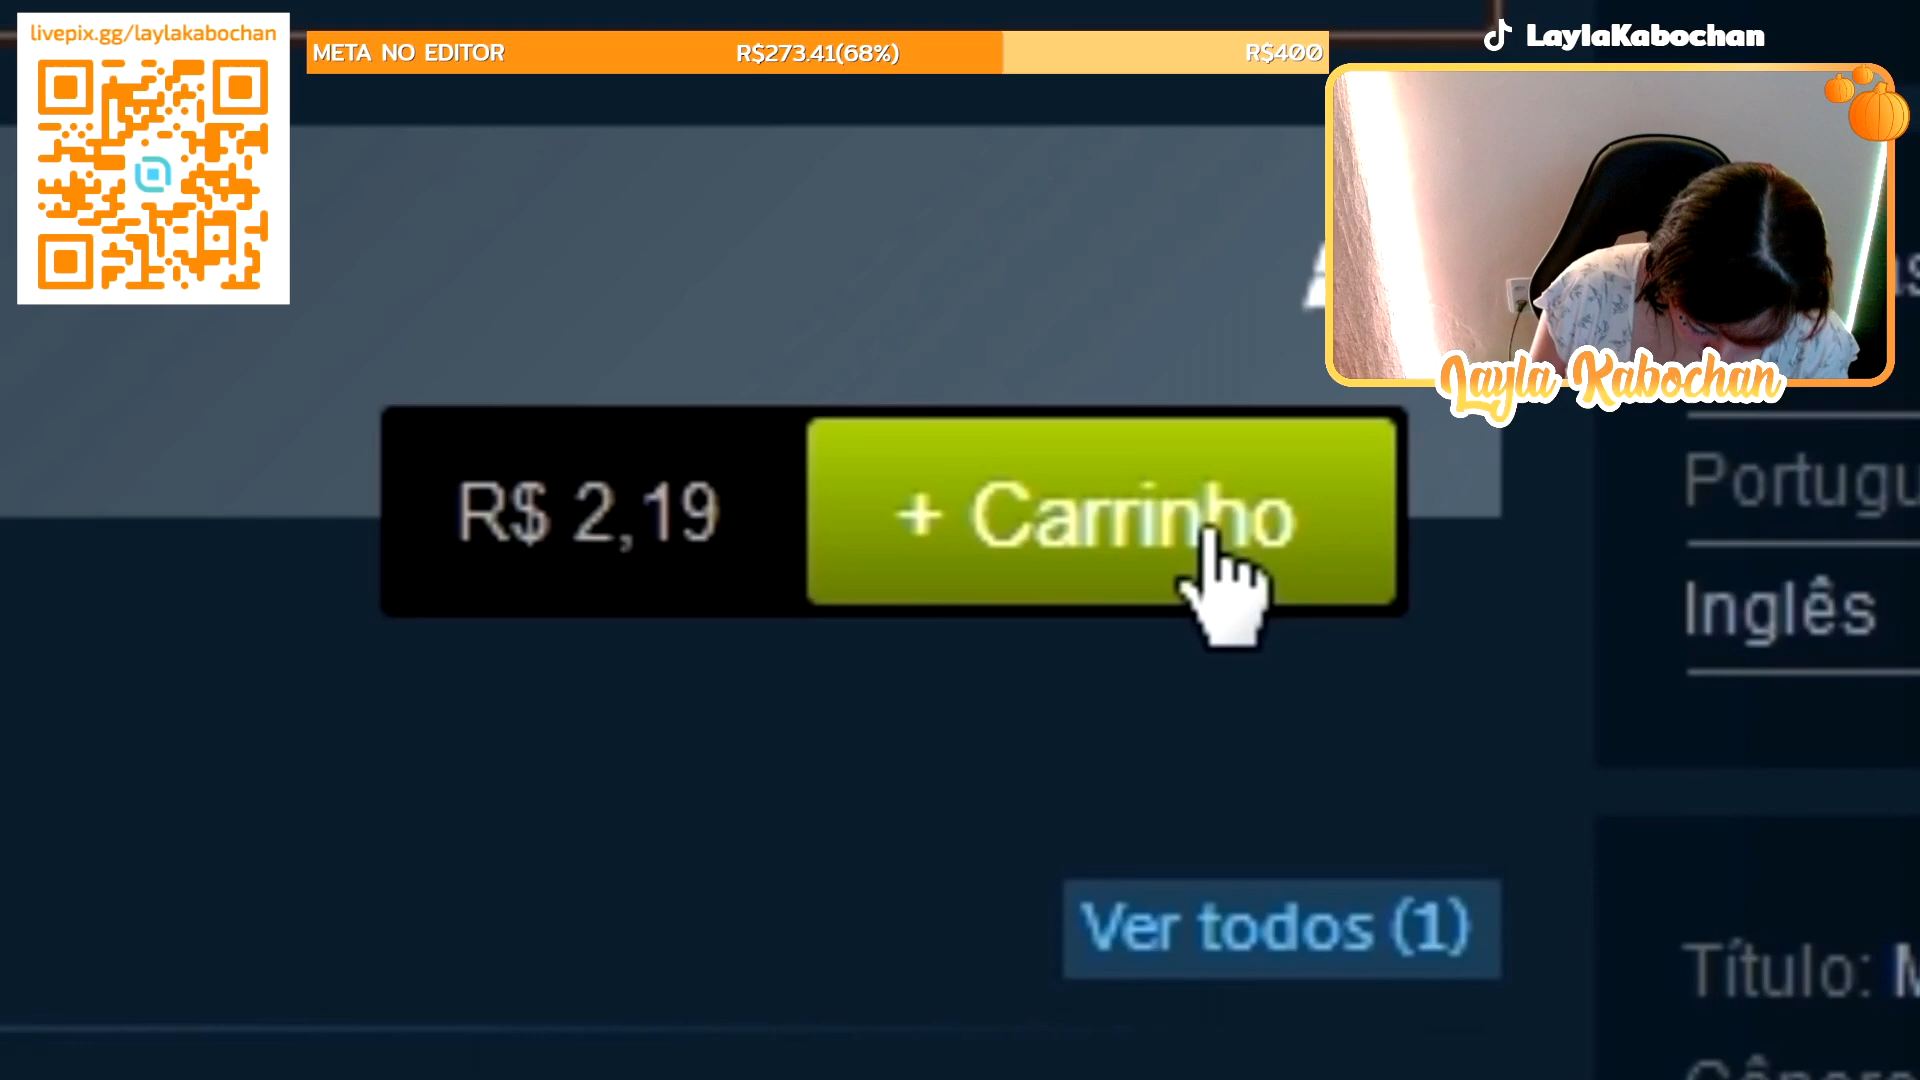 livepix.gg/laylakabochan
META NO EDITOR R$273.41(68%) R$400
LaylaKabochan
Layla Kabochan
R$ 2,19 + Carrinho
Inglês
Ver todos (1)
Título: